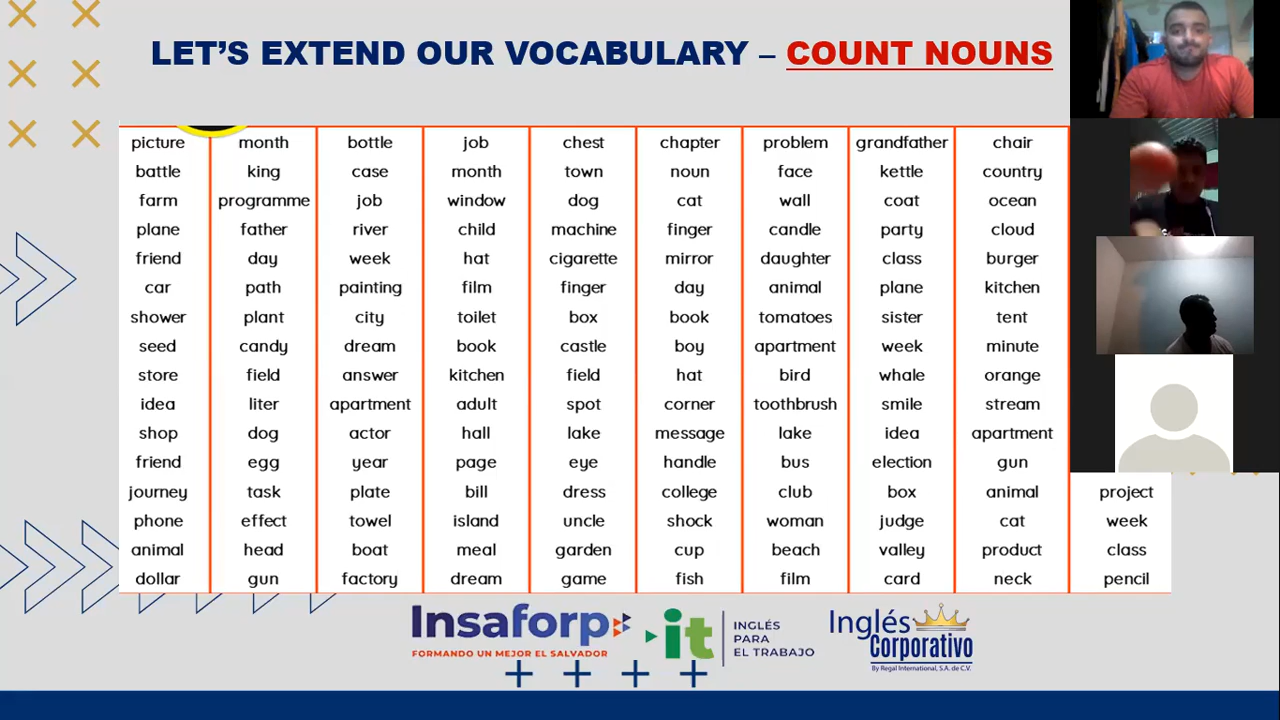 LET'S EXTEND OUR VOCABULARY – COUNT NOUNS
picture month bottle job chest chapter problem grandfather chair
battle king case month town noun face kettle country
farm programme job window dog cat wall coat ocean
plane father river child machine finger candle party cloud
friend day week hat cigarette mirror daughter class burger
car path painting film finger day animal plane kitchen
shower plant city toilet box book tomatoes sister tent
seed candy dream book castle boy apartment week minute
store field answer kitchen field hat bird whale orange
idea liter apartment adult spot corner toothbrush smile stream
shop dog actor hall lake message lake idea apartment
friend egg year page eye handle bus election gun
journey task plate bill dress college club box animal project
phone effect towel island uncle shock woman judge cat week
animal head boat meal garden cup beach valley product class
dollar gun factory dream game fish film card neck pencil
Insaforp
FORMANDO UN MEJOR EL SALVADOR
it
INGLÉS
PARA
EL TRABAJO
Inglés
Corporativo
By Regal International, S.A. de C.V.